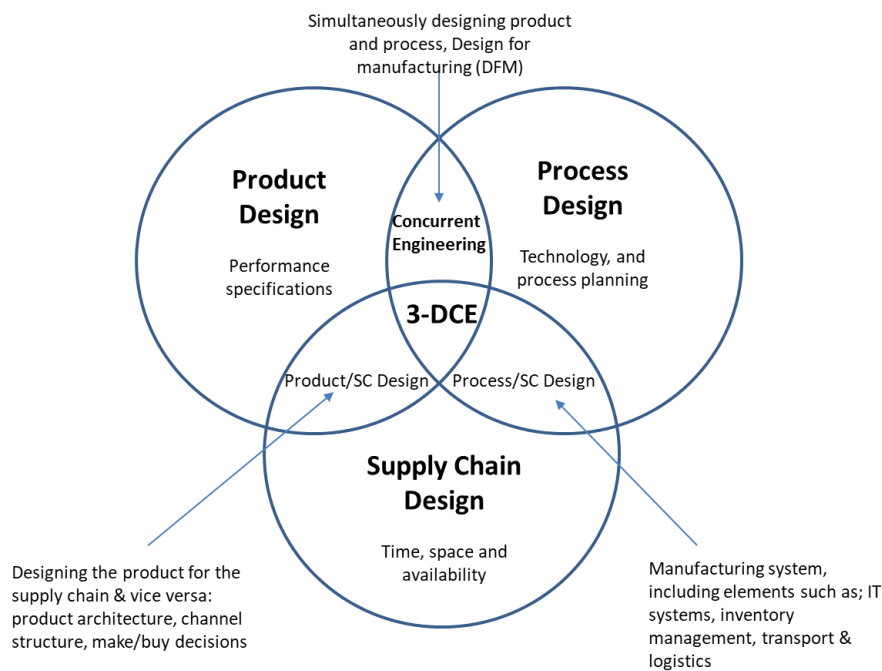 Simultaneously designing product
and process, Design for
manufacturing (DFM)
Product
Design
Performance
specifications
Process
Design
Technology, and
process planning
Concurrent
Engineering
3-DCE
Product/SC Design
Process/SC Design
Supply Chain
Design
Time, space and
availability
Designing the product for the
supply chain & vice versa:
product architecture, channel
structure, make/buy decisions
Manufacturing system,
including elements such as; IT
systems, inventory
management, transport &
logistics